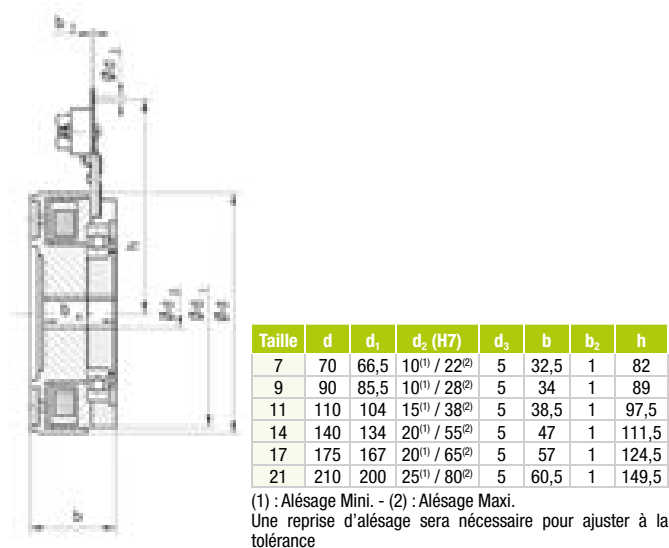 b 2
h
b
Taille d d₁ d₂ (H7) d₃ b b₂ h
7 70 66,5 10⁽¹⁾ / 22⁽²⁾ 5 32,5 1 82
9 90 85,5 10⁽¹⁾ / 28⁽²⁾ 5 34 1 89
11 110 104 15⁽¹⁾ / 38⁽²⁾ 5 38,5 1 97,5
14 140 134 20⁽¹⁾ / 55⁽²⁾ 5 47 1 111,5
17 175 167 20⁽¹⁾ / 65⁽²⁾ 5 57 1 124,5
21 210 200 25⁽¹⁾ / 80⁽²⁾ 5 60,5 1 149,5
(1) : Alésage Mini. - (2) : Alésage Maxi.
Une reprise d'alésage sera nécessaire pour ajuster à la
tolérance